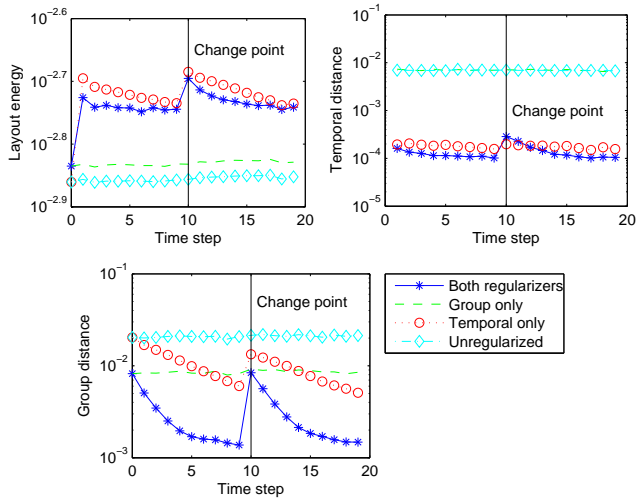 Layout energy
10^-2.6
10^-2.7
10^-2.8
10^-2.9
Change point
0 5 10 15 20
Time step
Temporal distance
10^-1
10^-2
10^-3
10^-4
10^-5
Change point
0 5 10 15 20
Time step
Group distance
10^-1
10^-2
10^-3
Change point
0 5 10 15 20
Time step
Both regularizers
Group only
Temporal only
Unregularized